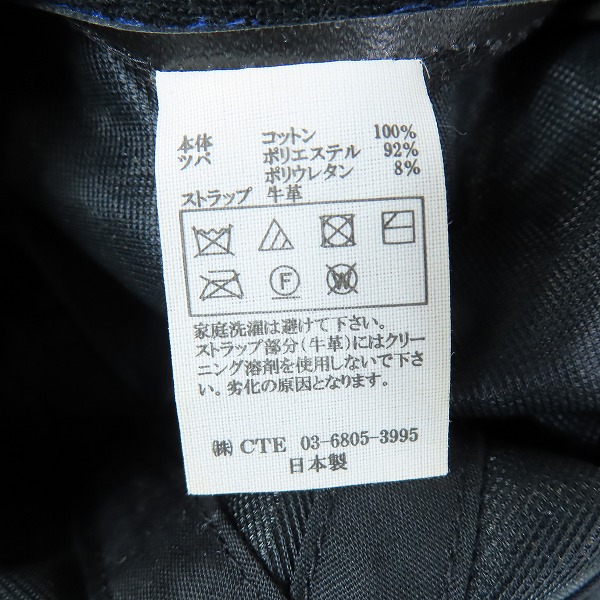 本体 コットン 100%
ツバ ポリエステル 92%
ポリウレタン 8%
ストラップ 牛革
F
W
家庭洗濯は避けて下さい。
ストラップ部分(牛革)にはクリー
ニング溶剤を使用しないで下さ
い。劣化の原因となります。
㈱ CTE 03-6805-3995
日本製